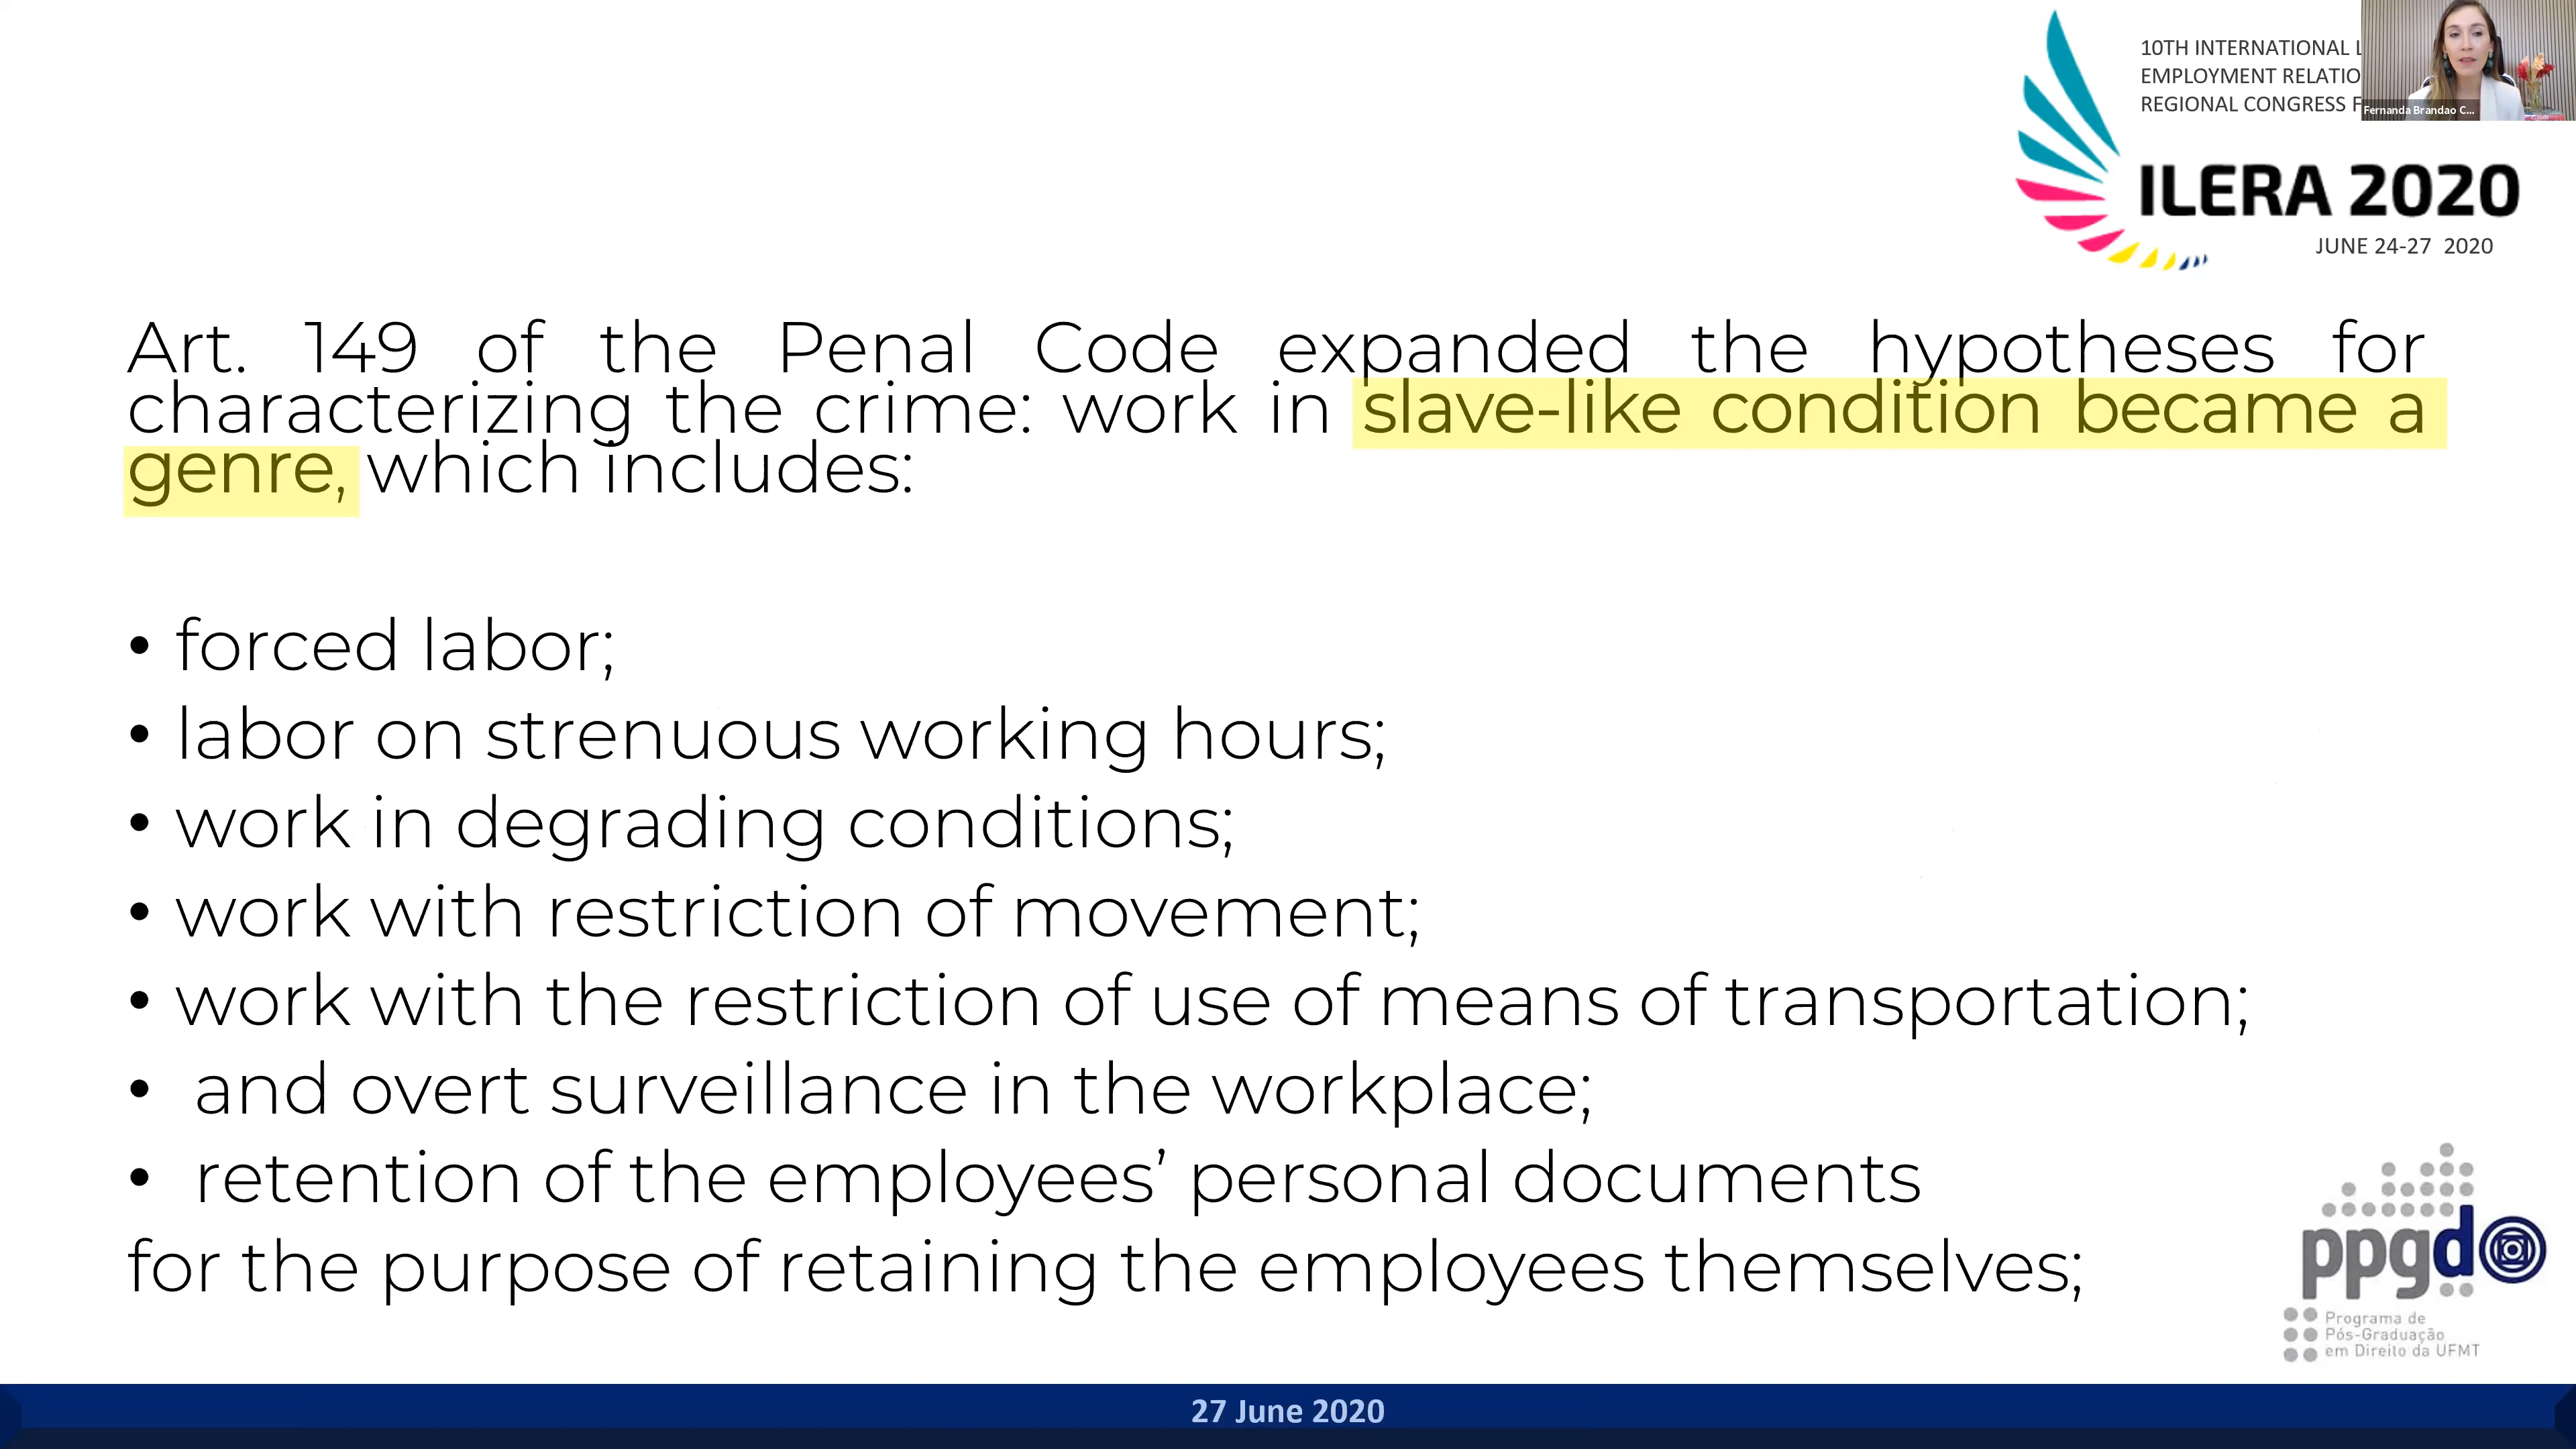 10TH INTERNATIONAL L
EMPLOYMENT RELATIO
REGIONAL CONGRESS F
Fernanda Brandao C...
ILERA 2020
JUNE 24-27 2020
Art. 149 of the Penal Code expanded the hypotheses for
characterizing the crime: work in slave-like condition became a
genre, which includes:
• forced labor;
• labor on strenuous working hours;
• work in degrading conditions;
• work with restriction of movement;
• work with the restriction of use of means of transportation;
• and overt surveillance in the workplace;
• retention of the employees’ personal documents
for the purpose of retaining the employees themselves;
ppgd
Programa de
Pós-Graduação
em Direito da UFMT
27 June 2020